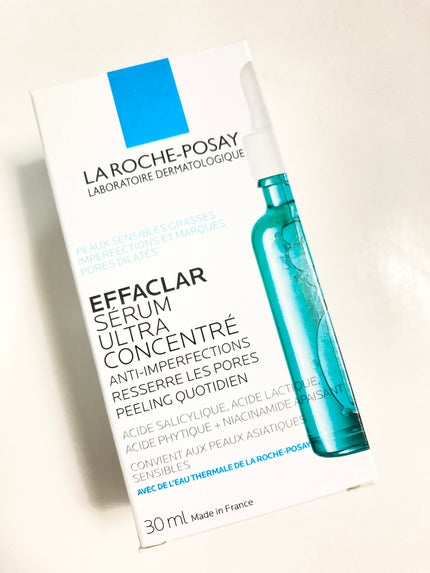 LA ROCHE-POSAY
LABORATOIRE DERMATOLOGIQUE
PEAUX SENSIBLES GRASSES
IMPERFECTIONS ET MARQUES
PORES DILATÉS
EFFACLAR
SÉRUM
ULTRA
CONCENTRÉ
ANTI-IMPERFECTIONS
RESSERRE LES PORES
PEELING QUOTIDIEN
ACIDE SALICYLIQUE, ACIDE LACTIQUE,
ACIDE PHYTIQUE + NIACINAMIDE APAISANT
CONVIENT AUX PEAUX ASIATIQUES
SENSIBLES
AVEC DE L'EAU THERMALE DE LA ROCHE-POSAY
30 ml Made in France